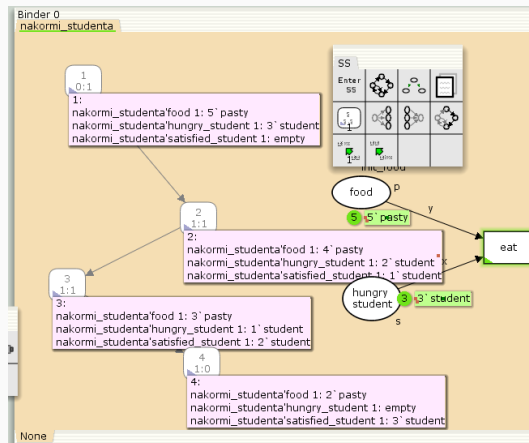 Binder 0
nakormi_studenta
1
0:1
1:
nakormi_studenta'food 1: 5`pasty
nakormi_studenta'hungry_student 1: 3`student
nakormi_studenta'satisfied_student 1: empty
SS
Enter
SS
food
p
5
5`pasty
y
eat
2
1:1
2:
nakormi_studenta'food 1: 4`pasty
nakormi_studenta'hungry_student 1: 2`student
nakormi_studenta'satisfied_student 1: 1`student
x
hungry
student
3
3`student
s
3
1:1
3:
nakormi_studenta'food 1: 3`pasty
nakormi_studenta'hungry_student 1: 1`student
nakormi_studenta'satisfied_student 1: 2`student
4
1:0
4:
nakormi_studenta'food 1: 2`pasty
nakormi_studenta'hungry_student 1: empty
nakormi_studenta'satisfied_student 1: 3`student
None